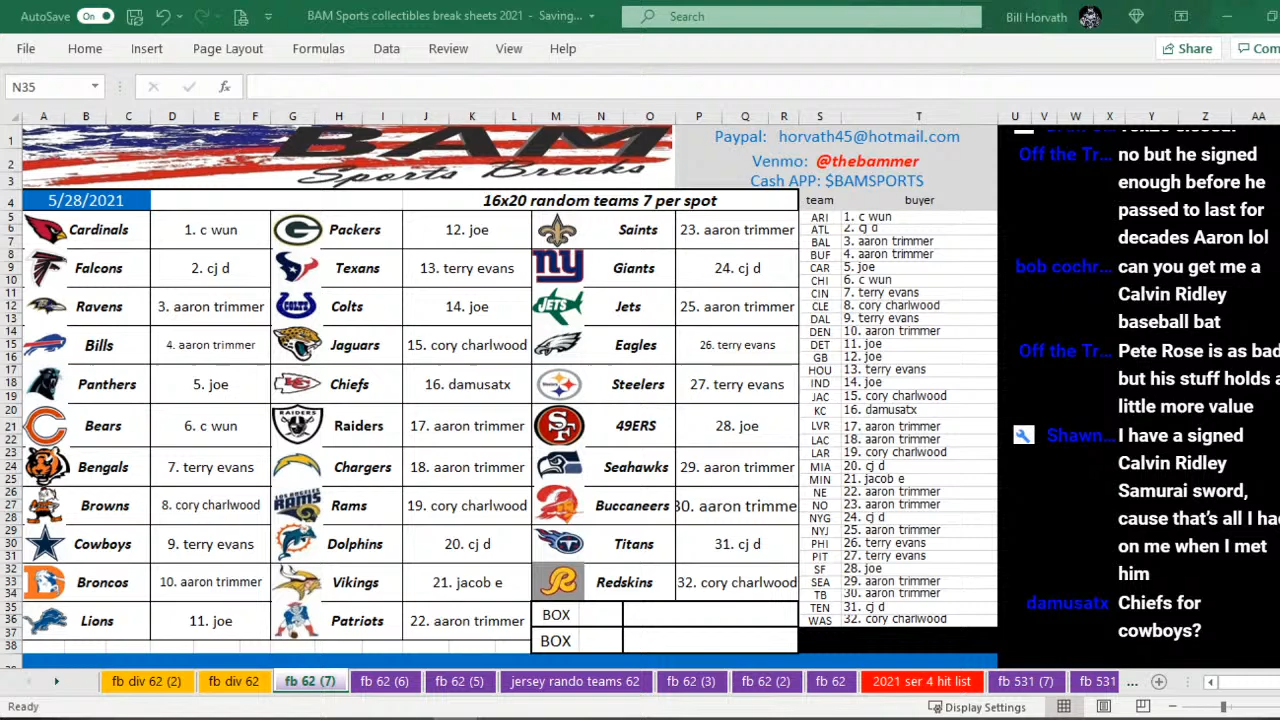 AutoSave On BAM Sports collectibles break sheets 2021 - Saving... Search Bill Horvath
File Home Insert Page Layout Formulas Data Review View Help Share Com
N35 fx
A B C D E F G H I J K L M N O P Q R S T U V W X Y Z AA
BAM
Sports Breaks
Paypal: horvath45@hotmail.com
Venmo: @thebammer
Cash APP: $BAMSPORTS
5/28/2021 16x20 random teams 7 per spot team buyer
Cardinals 1. c wun Packers 12. joe Saints 23. aaron trimmer
Falcons 2. cj d Texans 13. terry evans Giants 24. cj d
Ravens 3. aaron trimmer Colts 14. joe Jets 25. aaron trimmer
Bills 4. aaron trimmer Jaguars 15. cory charlwood Eagles 26. terry evans
Panthers 5. joe Chiefs 16. damusatx Steelers 27. terry evans
Bears 6. c wun Raiders 17. aaron trimmer 49ERS 28. joe
Bengals 7. terry evans Chargers 18. aaron trimmer Seahawks 29. aaron trimmer
Browns 8. cory charlwood Rams 19. cory charlwood Buccaneers 30. aaron trimme
Cowboys 9. terry evans Dolphins 20. cj d Titans 31. cj d
Broncos 10. aaron trimmer Vikings 21. jacob e Redskins 32. cory charlwood
Lions 11. joe Patriots 22. aaron trimmer BOX
BOX
ARI 1. c wun
ATL 2. cj d
BAL 3. aaron trimmer
BUF 4. aaron trimmer
CAR 5. joe
CHI 6. c wun
CIN 7. terry evans
CLE 8. cory charlwood
DAL 9. terry evans
DEN 10. aaron trimmer
DET 11. joe
GB 12. joe
HOU 13. terry evans
IND 14. joe
JAC 15. cory charlwood
KC 16. damusatx
LVR 17. aaron trimmer
LAC 18. aaron trimmer
LAR 19. cory charlwood
MIA 20. cj d
MIN 21. jacob e
NE 22. aaron trimmer
NO 23. aaron trimmer
NYG 24. cj d
NYJ 25. aaron trimmer
PHI 26. terry evans
PIT 27. terry evans
SF 28. joe
SEA 29. aaron trimmer
TB 30. aaron trimmer
TEN 31. cj d
WAS 32. cory charlwood
Off the Tr... no but he signed
enough before he
passed to last for
decades Aaron lol
bob cochr... can you get me a
Calvin Ridley
baseball bat
Off the Tr... Pete Rose is as bad
but his stuff holds a
little more value
Shawn... I have a signed
Calvin Ridley
Samurai sword,
cause that's all I had
on me when I met
him
damusatx Chiefs for
cowboys?
fb div 62 (2) fb div 62 fb 62 (7) fb 62 (6) fb 62 (5) jersey rando teams 62 fb 62 (3) fb 62 (2) fb 62 2021 ser 4 hit list fb 531 (7) fb 531 ...
Ready Display Settings